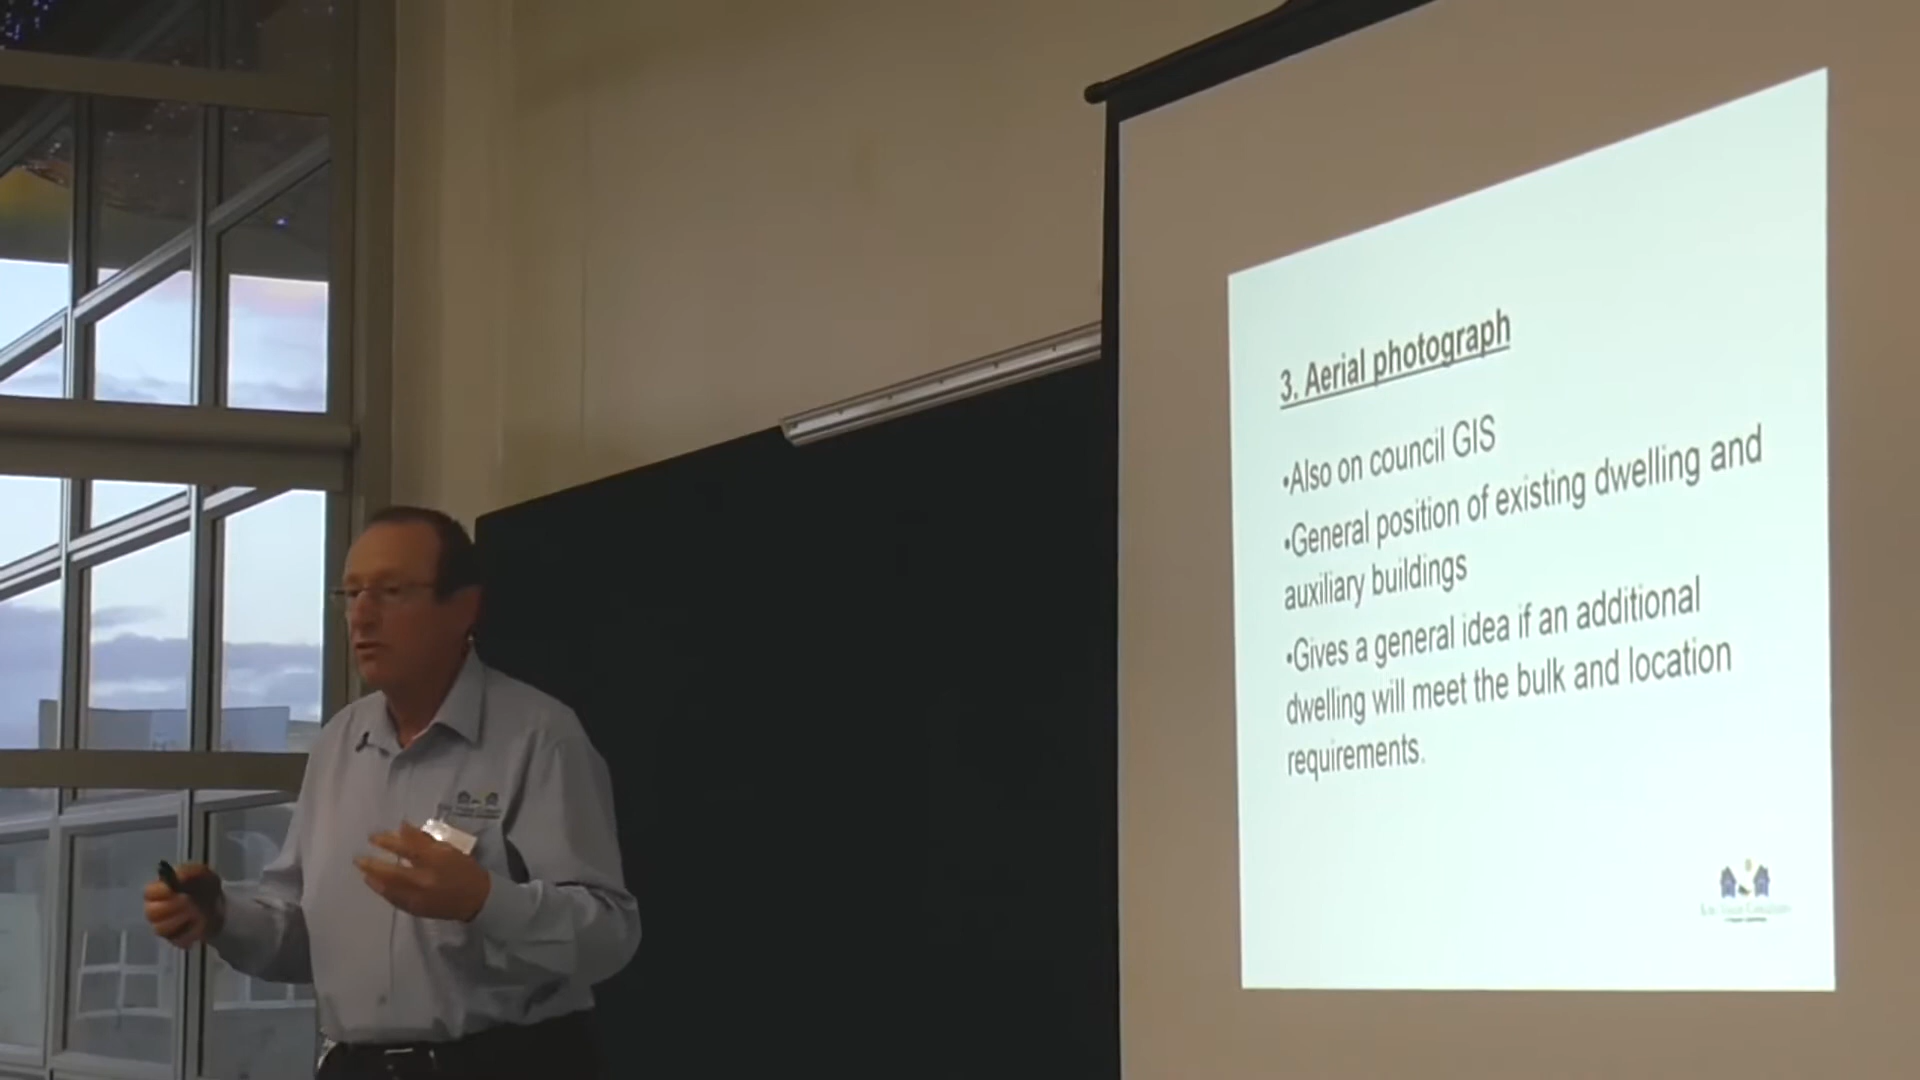 3. Aerial photograph
•Also on council GIS
•General position of existing dwelling and
auxiliary buildings
•Gives a general idea if an additional
dwelling will meet the bulk and location
requirements.